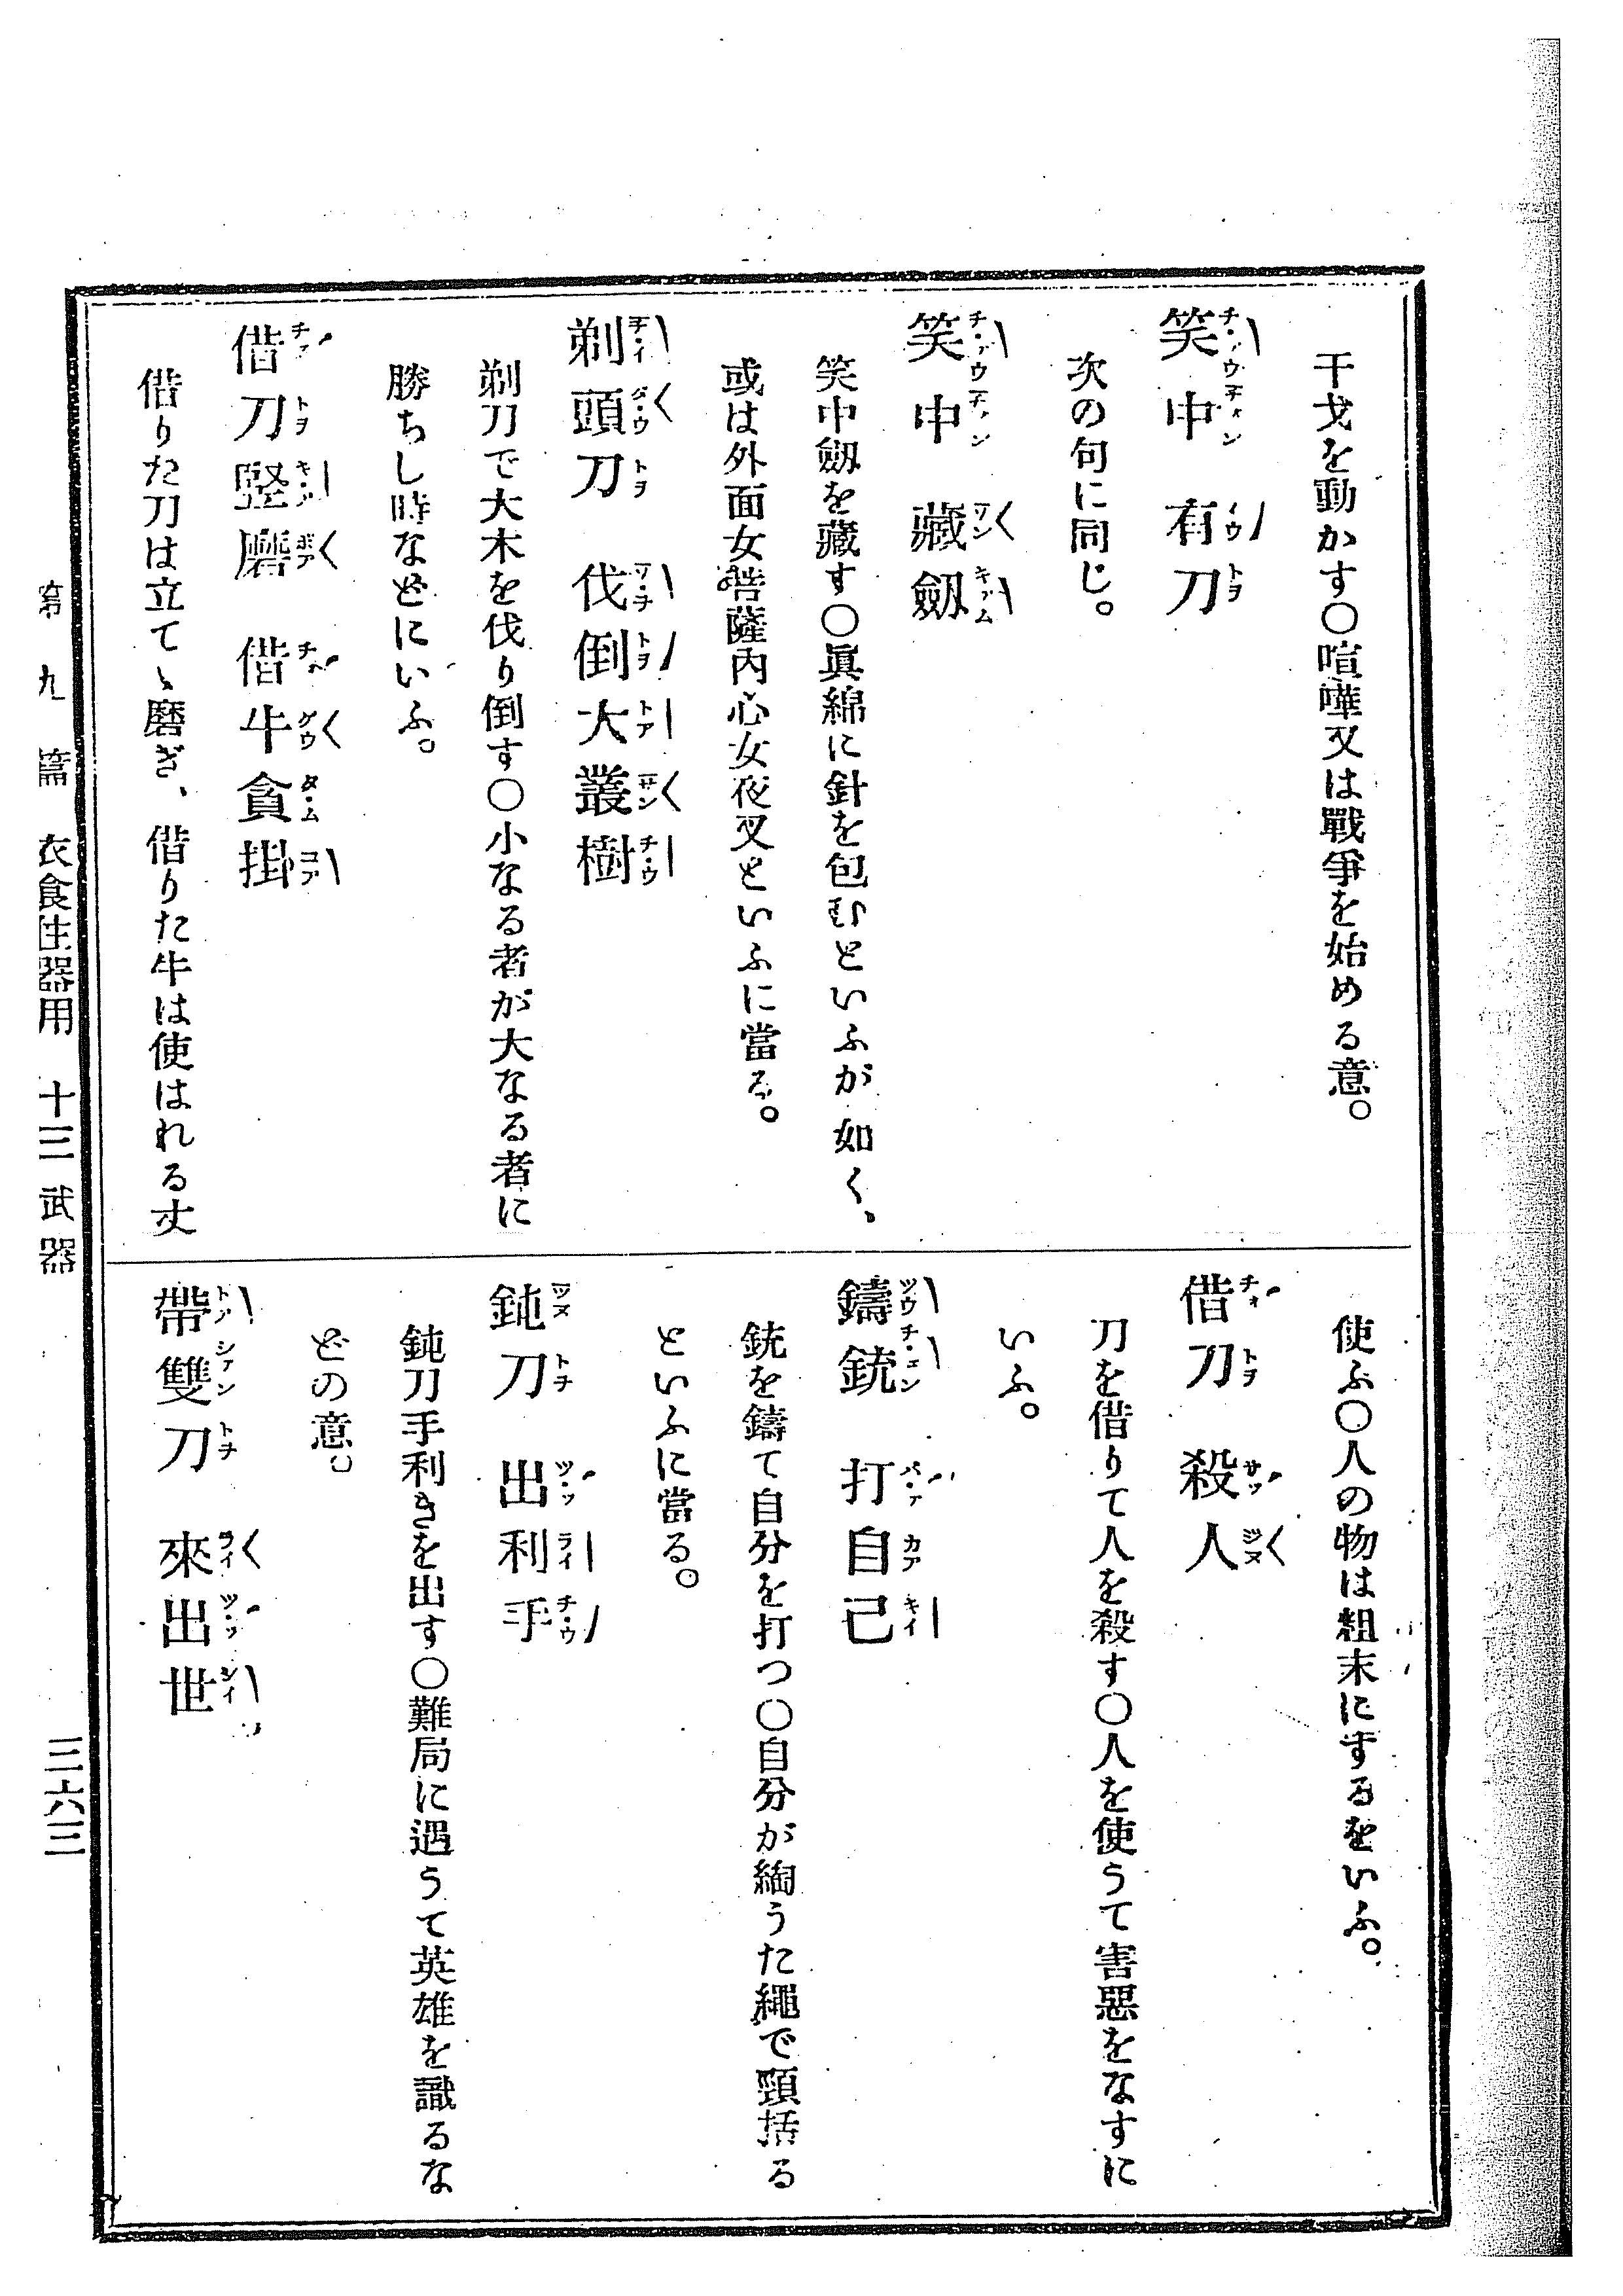 干戈を動かす〇喧嘩又は戰爭を始める意。
笑中　有刀
次の句に同じ。
笑中　藏劔
笑中劔を藏す〇眞綿に針を包むといふが如く、
或は外面女菩薩內心女夜叉といふに當る。
剃頭刀　伐倒大叢樹
剃刀で大木を伐り倒す〇小なる者が大なる者に
勝ちし時などにいふ。
借刀竪磨　借牛貪掛
借りた刀は立てゝ磨ぎ、借りた牛は使はれる丈
使ふ〇人の物は粗末にするをいふ。
借刀　殺人
刀を借りて人を殺す〇人を使うて害惡をなすに
いふ。
鑄銃　打自己
銃を鑄て自分を打つ〇自分が綯うた繩で頸括る
といふに當る。
鈍刀　出利手
鈍刀手利きを出す〇難局に遇うて英雄を識るな
どの意。
帶雙刀　來出世
第九篇　衣食住器用　十三　武器
三六三